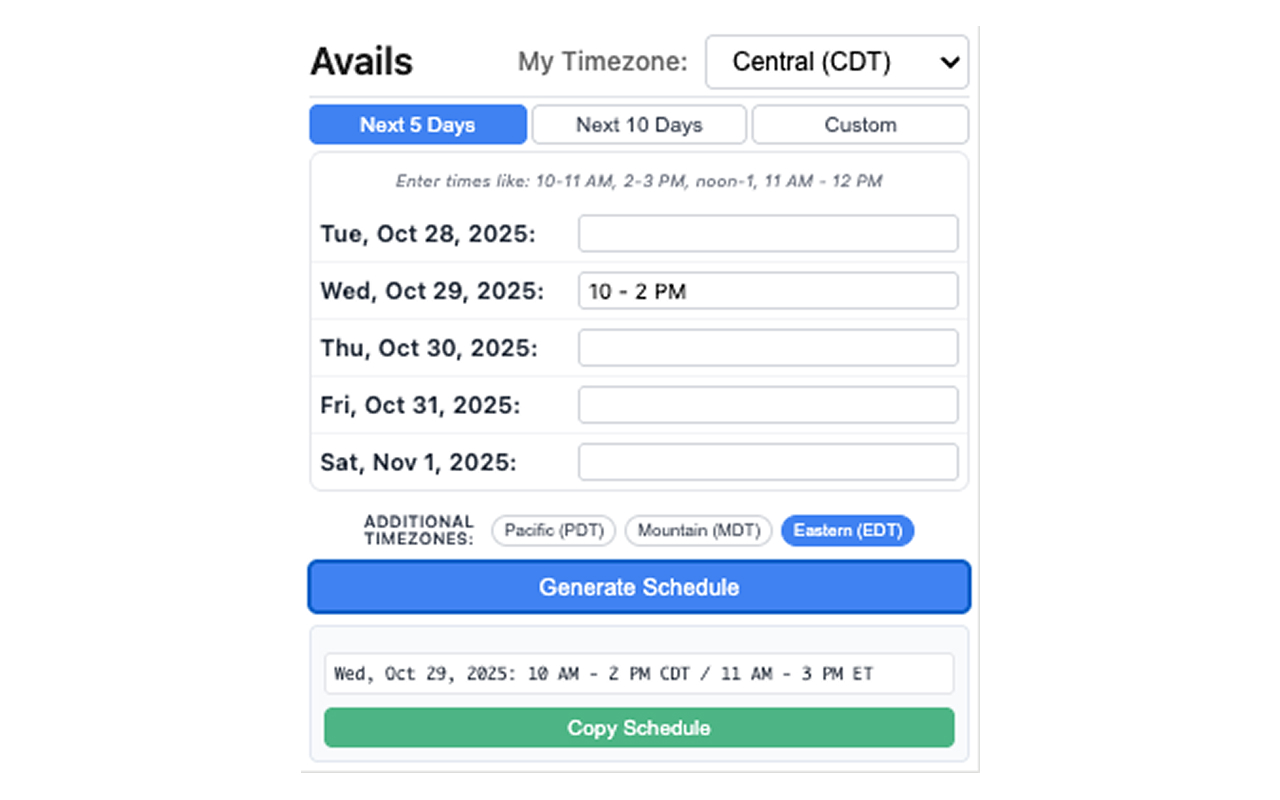 Avails My Timezone: Central (CDT)
Next 5 Days Next 10 Days Custom
Enter times like: 10-11 AM, 2-3 PM, noon-1, 11 AM - 12 PM
Tue, Oct 28, 2025:
Wed, Oct 29, 2025: 10 - 2 PM
Thu, Oct 30, 2025:
Fri, Oct 31, 2025:
Sat, Nov 1, 2025:
ADDITIONAL
TIMEZONES: Pacific (PDT) Mountain (MDT) Eastern (EDT)
Generate Schedule
Wed, Oct 29, 2025: 10 AM - 2 PM CDT / 11 AM - 3 PM ET
Copy Schedule